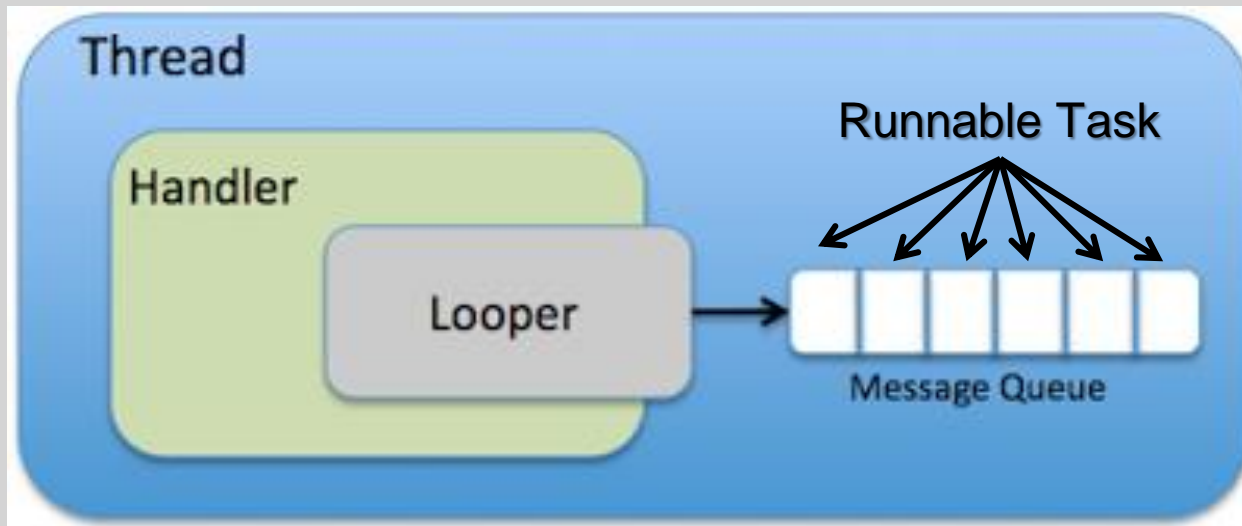 Thread
Runnable Task
Handler
Looper
Message Queue